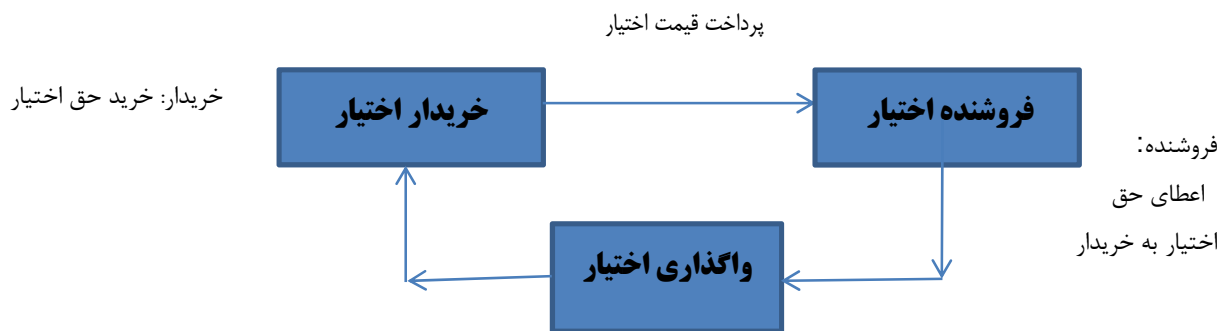 پرداخت قیمت اختیار
فروشنده اختیار
خریدار اختیار
خریدار: خرید حق اختیار
فروشنده:
اعطای حق
اختیار به خریدار
واگذاری اختیار